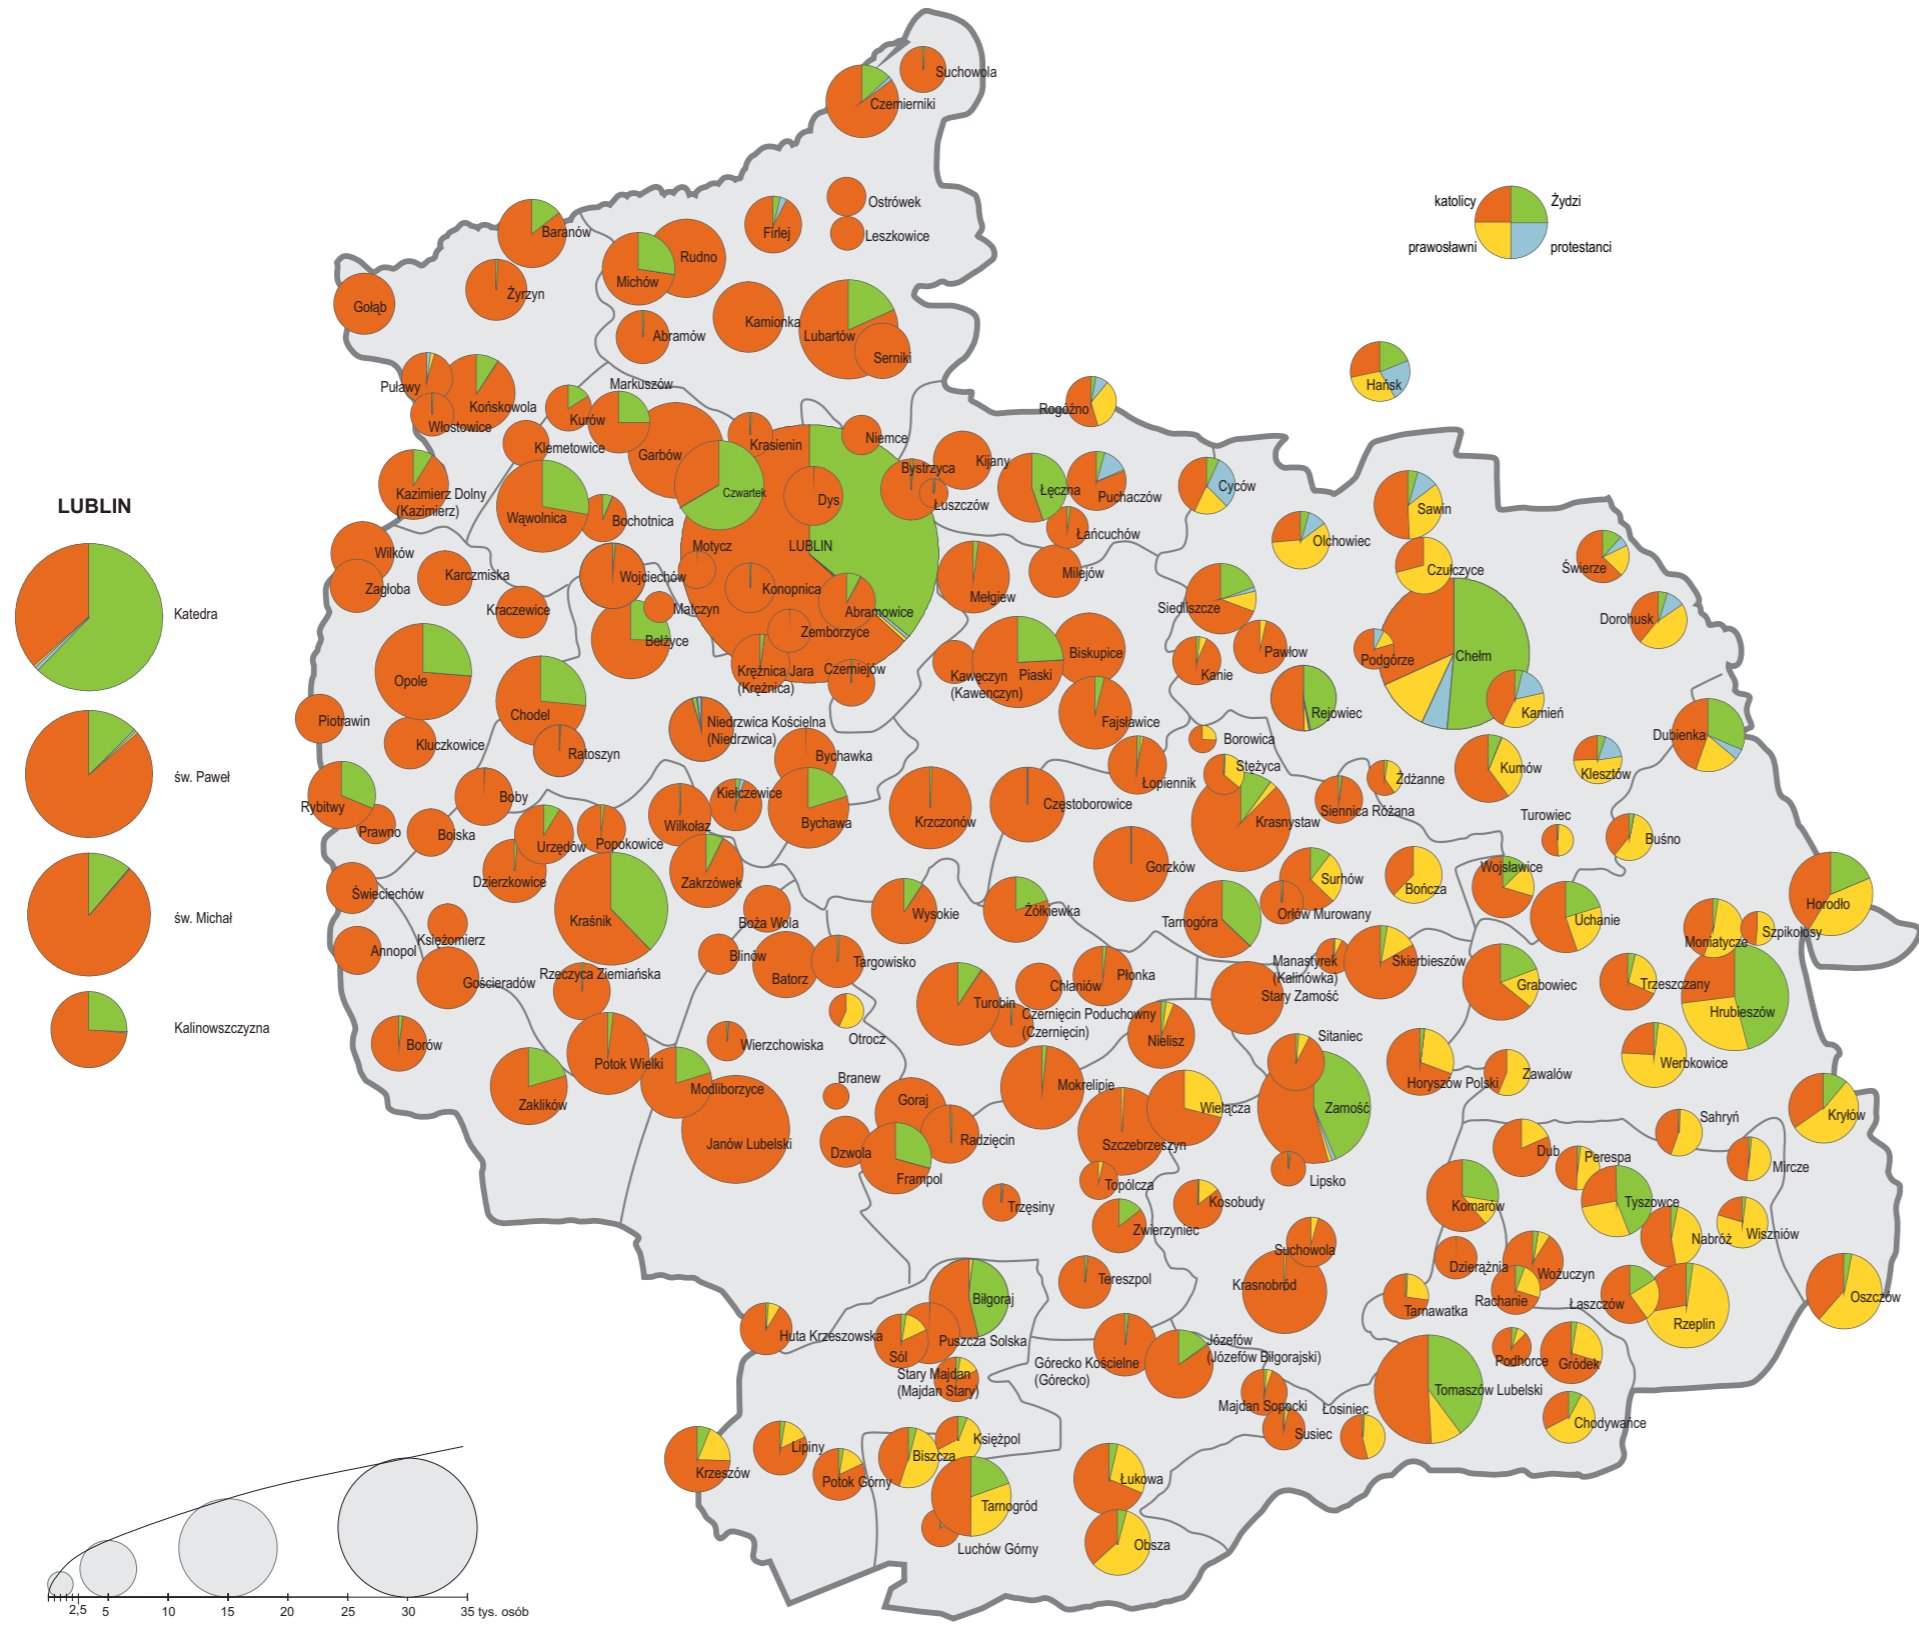 Suchowola
Czemierniki
katolicy
Żydzi
Ostrówek
Baranów
Firlej
Leszkowice
prawosławni
protestanci
Rudno
Michów
Żyrzyn
Gołąb
Kamionka
Abramów
Lubartów
Serniki
Markuszów
Hańsk
Puławy
Końskowola
Rogóźno
Kurów
Włostowice
Klemetowice
Krasienin
Niemce
Garbów
Kijany
Bystrzyca
Czwartek
Łęczna
Cyców
Kazimierz Dolny
(Kazimierz)
Puchaczów
LUBLIN
Dys
Łuszczów
Sawin
Wąwolnica
Bochotnica
Łańcuchów
Olchowiec
Motycz
LUBLIN
Wilków
Świerze
Czułczyce
Karczmiska
Wojciechów
Milejów
Zagłoba
Konopnica
Mełgiew
Kraczewice
Matczyn
Abramowice
Siedliszcze
Katedra
Dorohusk
Zemborzyce
Bełżyce
Biskupice
Pawłow
Chełm
Podgórze
Krężnica Jara
(Krężnica)
Czerniejów
Kawęczyn
(Kawenczyn)
Piaski
Kanie
Opole
Rejowiec
Kamień
Chodel
Piotrawin
Niedrzwica Kościelna
(Niedrzwica)
Fajsławice
Dubienka
Kluczkowice
Borowica
Ratoszyn
Bychawka
Stężyca
Kumów
Klesztów
św. Paweł
Łopiennik
Żdżanne
Kiełczewice
Boby
Rybitwy
Częstoborowice
Siennica Różana
Turowiec
Bychawa
Krzczonów
Krasnystaw
Wilkołaz
Prawno
Boiska
Buśno
Urzędów
Popokowice
Gorzków
Wojsławice
Surhów
Dzierzkowice
Zakrzówek
Bończa
Świeciechów
Horodło
św. Michał
Kraśnik
Boża Wola
Wysokie
Żółkiewka
Tarnogóra
Orłów Murowany
Uchanie
Szpikołosy
Księżomierz
Moniatycze
Annopol
Blinów
Targowisko
Manastyrek
(Kalinówka)
Skierbieszów
Rzeczyca Ziemiańska
Gościeradów
Batorz
Płonka
Chłaniów
Grabowiec
Trzeszczany
Stary Zamość
Turobin
Hrubieszów
Czernięcin Poduchowny
(Czernięcin)
Kalinowszczyzna
Otrocz
Sitaniec
Nielisz
Borów
Wierzchowiska
Potok Wielki
Werbkowice
Zawalów
Horyszów Polski
Branew
Mokrelipie
Modliborzyce
Goraj
Zaklików
Wielącza
Zamość
Kryłów
Sahryń
Janów Lubelski
Radzięcin
Szczebrzeszyn
Dzwola
Dub
Perespa
Mircze
Frampol
Topólcza
Lipsko
Trzęsiny
Kosobudy
Komarów
Tyszowce
Zwierzyniec
Wiszniów
Nabróż
Suchowola
Dzierążnia
Wożuczyn
Tereszpol
Krasnobród
Biłgoraj
Rachanie
Łaszczów
Oszczów
Tarnawatka
Rzeplin
Huta Krzeszowska
Puszcza Solska
Józefów
(Józefów Biłgorajski)
Sól
Górecko Kościelne
(Górecko)
Podhorce
Gródek
Stary Majdan
(Majdan Stary)
Tomaszów Lubelski
Majdan Sopocki
Łosiniec
Chodywańce
Susiec
Księżpol
Lipiny
Biszcza
Krzeszów
Potok Górny
Łukowa
Tarnogród
Obsza
Luchów Górny
2,5 5 10 15 20 25 30 35 tys. osób